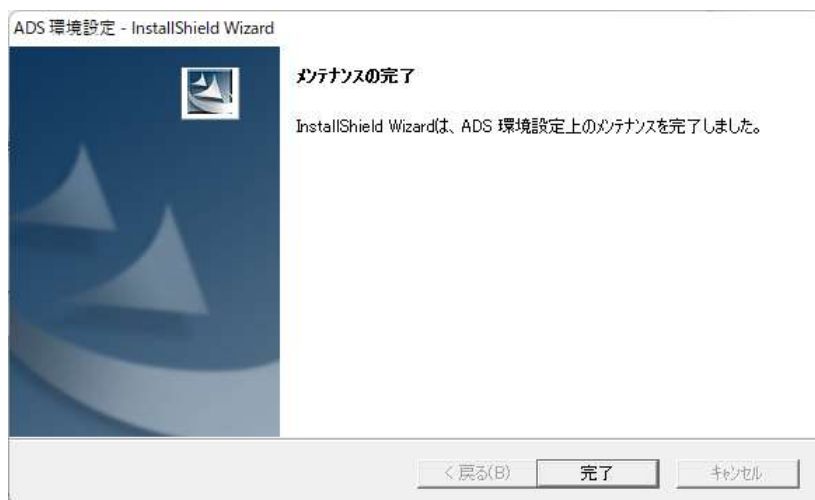 ADS 環境設定 - InstallShield Wizard
メンテナンスの完了
InstallShield Wizardは、ADS 環境設定上のメンテナンスを完了しました。
< 戻る(B)
完了
キャンセル